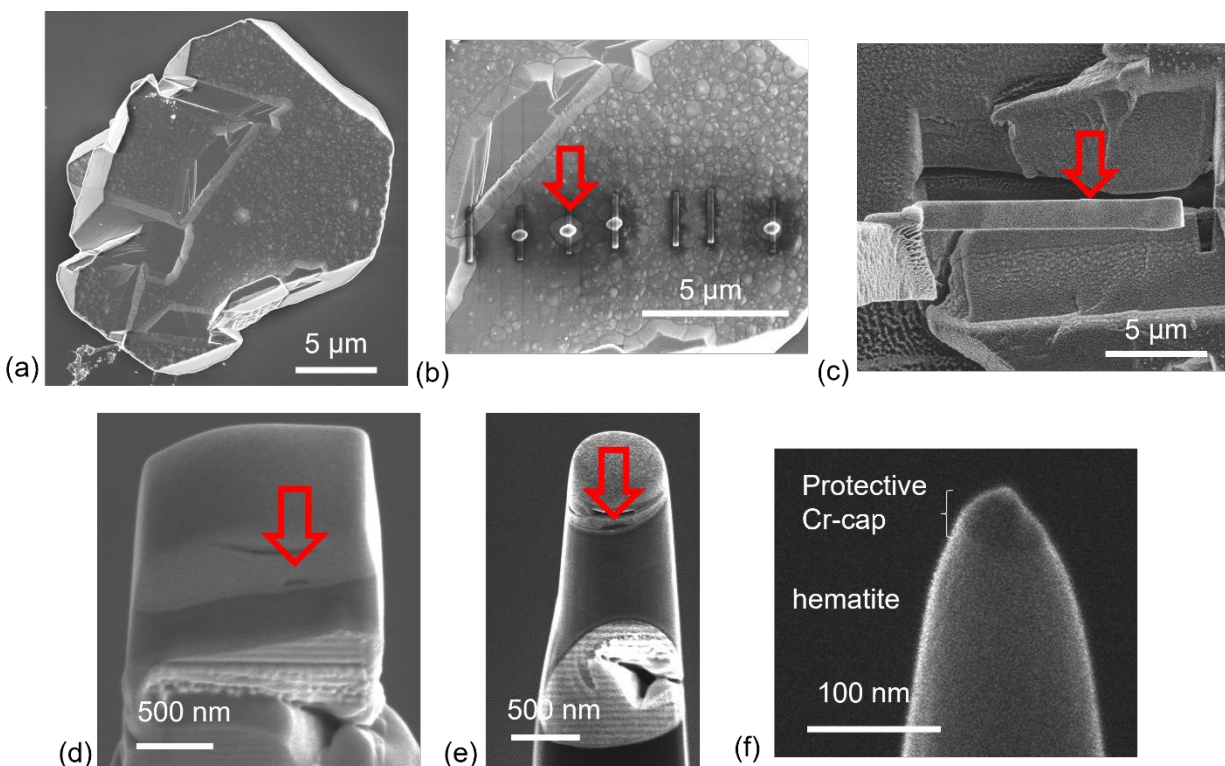 5 μm
(a)
5 μm
(b)
5 μm
(c)
500 nm
(d)
500 nm
(e)
Protective
Cr-cap
hematite
100 nm
(f)